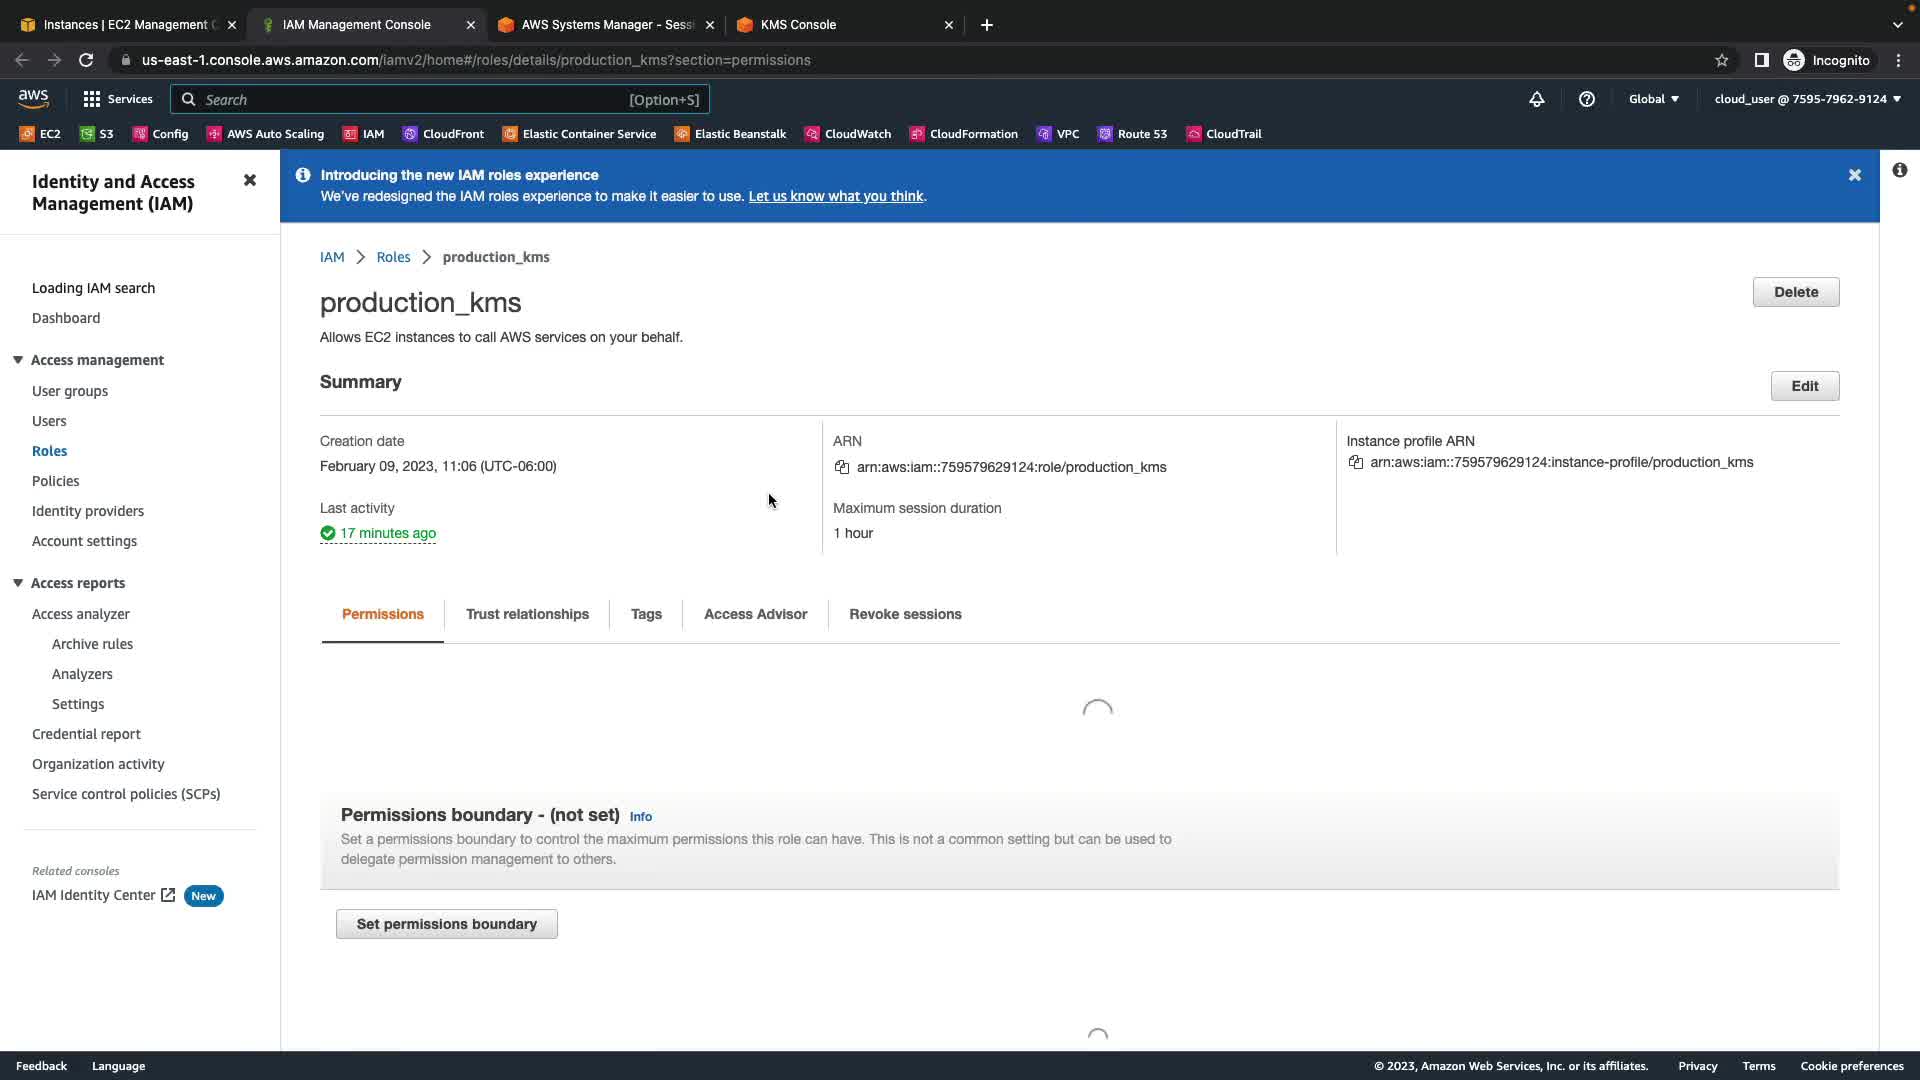 Instances | EC2 Management C
IAM Management Console
AWS Systems Manager - Sessi
KMS Console
us-east-1.console.aws.amazon.com/iamv2/home#/roles/details/production_kms?section=permissions
Incognito
aws
Services
Search
[Option+S]
Global
cloud_user @ 7595-7962-9124
EC2
S3
Config
AWS Auto Scaling
IAM
CloudFront
Elastic Container Service
Elastic Beanstalk
CloudWatch
CloudFormation
VPC
Route 53
CloudTrail
Identity and Access
Management (IAM)
Loading IAM search
Dashboard
Access management
User groups
Users
Roles
Policies
Identity providers
Account settings
Access reports
Access analyzer
Archive rules
Analyzers
Settings
Credential report
Organization activity
Service control policies (SCPs)
Related consoles
IAM Identity Center
New
Introducing the new IAM roles experience
We've redesigned the IAM roles experience to make it easier to use. Let us know what you think.
IAM > Roles > production_kms
production_kms
Delete
Allows EC2 instances to call AWS services on your behalf.
Summary
Edit
Creation date
February 09, 2023, 11:06 (UTC-06:00)
Last activity
17 minutes ago
ARN
arn:aws:iam::759579629124:role/production_kms
Maximum session duration
1 hour
Instance profile ARN
arn:aws:iam::759579629124:instance-profile/production_kms
Permissions
Trust relationships
Tags
Access Advisor
Revoke sessions
Permissions boundary - (not set) Info
Set a permissions boundary to control the maximum permissions this role can have. This is not a common setting but can be used to
delegate permission management to others.
Set permissions boundary
Feedback
Language
© 2023, Amazon Web Services, Inc. or its affiliates.
Privacy
Terms
Cookie preferences